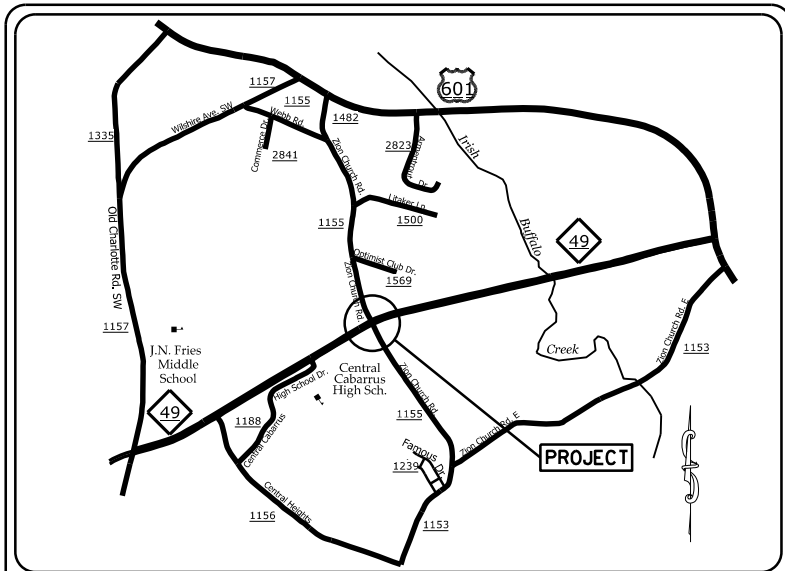 601
1157
1155
1482
Wilshire Ave. SW
Webb Rd.
Commerce Dr.
2841
1335
Zion Church Rd.
2823
Armentrout
Dr.
Irish
Litaker Ln.
1500
1155
Buffalo
49
Old Charlotte Rd. SW
Optimist Club Dr.
1569
Zion Church Rd.
1157
J.N. Fries
Middle
School
Creek
Zion Church Rd. E
1153
Central
Cabarrus
High Sch.
High School Dr.
Zion Church Rd.
1155
49
1188
Central Cabarrus
Zion Church Rd. E
Famous Dr.
1239
PROJECT
Central Heights
1156
1153